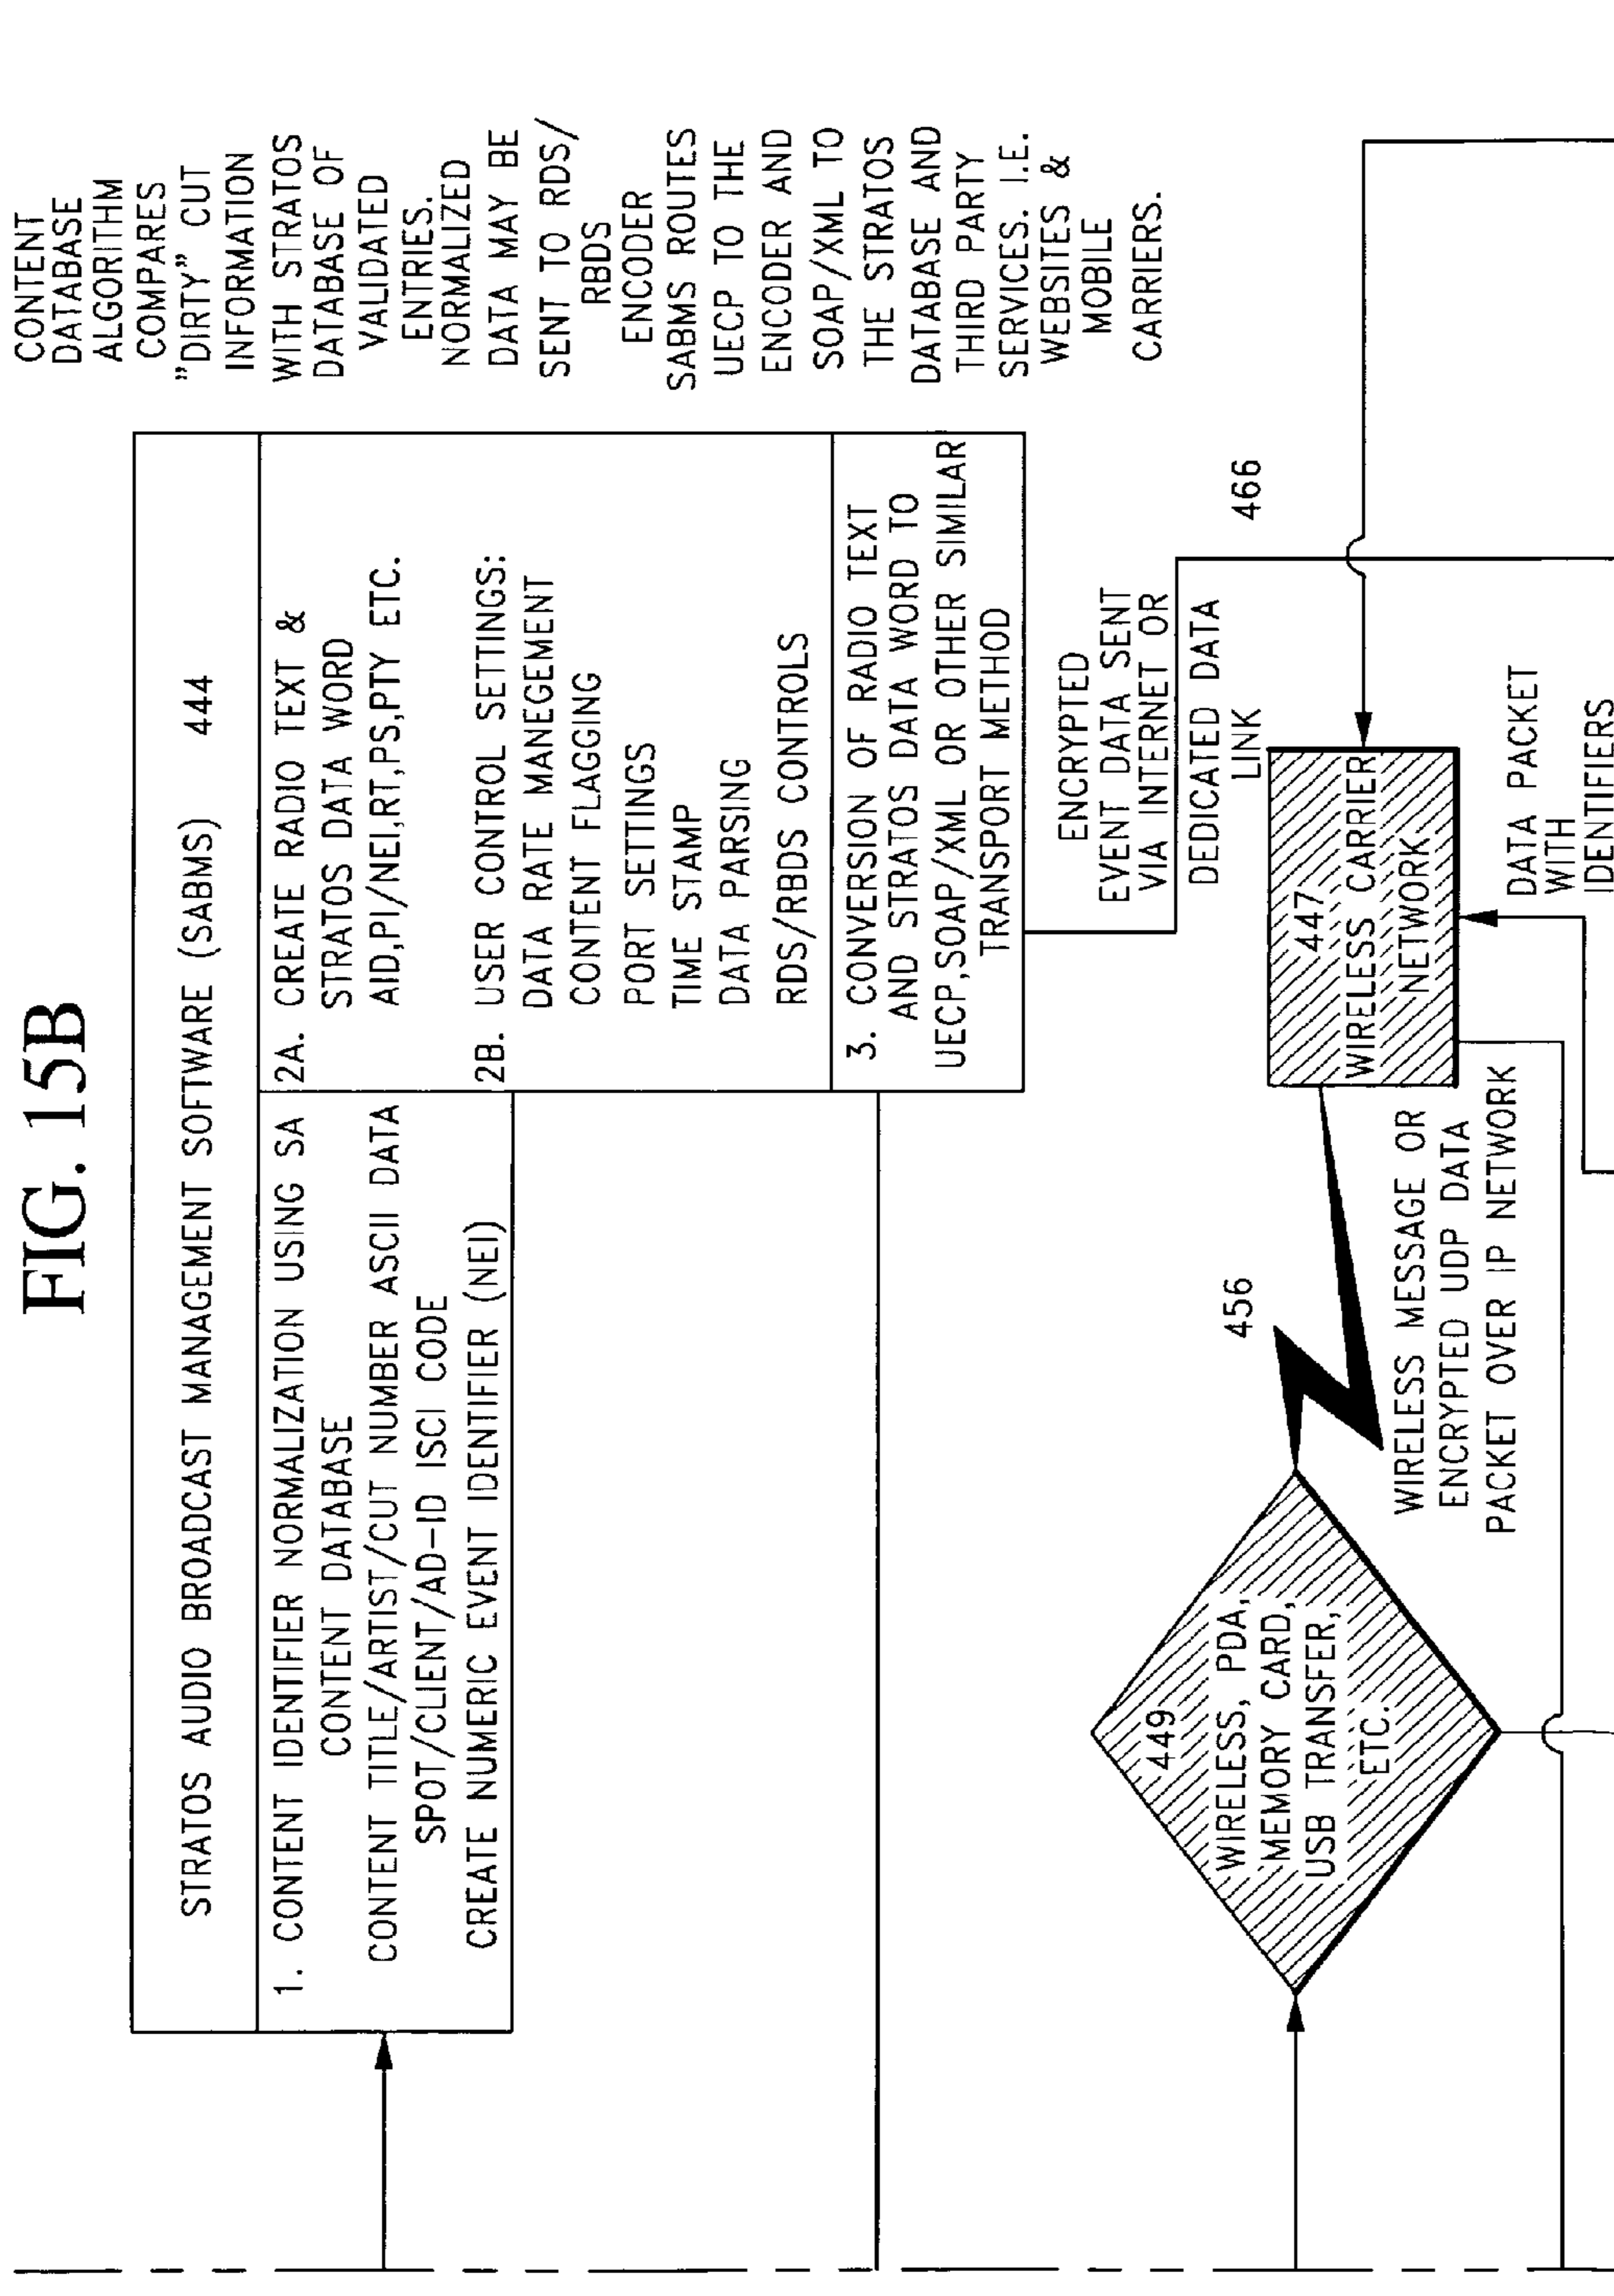 FIG. 15B
STRATOS AUDIO BROADCAST MANAGEMENT SOFTWARE (SABMS) 444
1. CONTENT IDENTIFIER NORMALIZATION USING SA
CONTENT DATABASE
CONTENT TITLE/ARTIST/CUT NUMBER ASCII DATA
SPOT/CLIENT/AD-ID ISCI CODE
CREATE NUMERIC EVENT IDENTIFIER (NEI)
2A. CREATE RADIO TEXT &
STRATOS DATA WORD
AID,PI/NEI,RT,PS,PTY ETC.
2B. USER CONTROL SETTINGS:
DATA RATE MANEGEMENT
CONTENT FLAGGING
PORT SETTINGS
TIME STAMP
DATA PARSING
RDS/RBDS CONTROLS
3. CONVERSION OF RADIO TEXT
AND STRATOS DATA WORD TO
UECP,SOAP/XML OR OTHER SIMILAR
TRANSPORT METHOD
CONTENT
DATABASE
ALGORITHM
COMPARES
"DIRTY" CUT
INFORMATION
WITH STRATOS
DATABASE OF
VALIDATED
ENTRIES.
NORMALIZED
DATA MAY BE
SENT TO RDS/
RBDS
ENCODER
SABMS ROUTES
UECP TO THE
ENCODER AND
SOAP/XML TO
THE STRATOS
DATABASE AND
THIRD PARTY
SERVICES. I.E.
WEBSITES &
MOBILE
CARRIERS.
ENCRYPTED
EVENT DATA SENT
VIA INTERNET OR
DEDICATED DATA
LINK
466
449
WIRELESS, PDA,
MEMORY CARD,
USB TRANSFER,
ETC.
456
WIRELESS MESSAGE OR
ENCRYPTED UDP DATA
PACKET OVER IP NETWORK
447
WIRELESS CARRIER
NETWORK
DATA PACKET
WITH
IDENTIFIERS